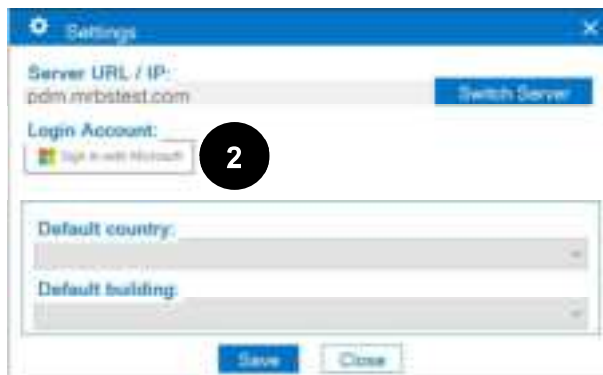 Settings
Server URL / IP:
pdm.mrbstest.com
Switch Server
Login Account:
Sign in with Microsoft
2
Default country:
Default building:
Save
Close